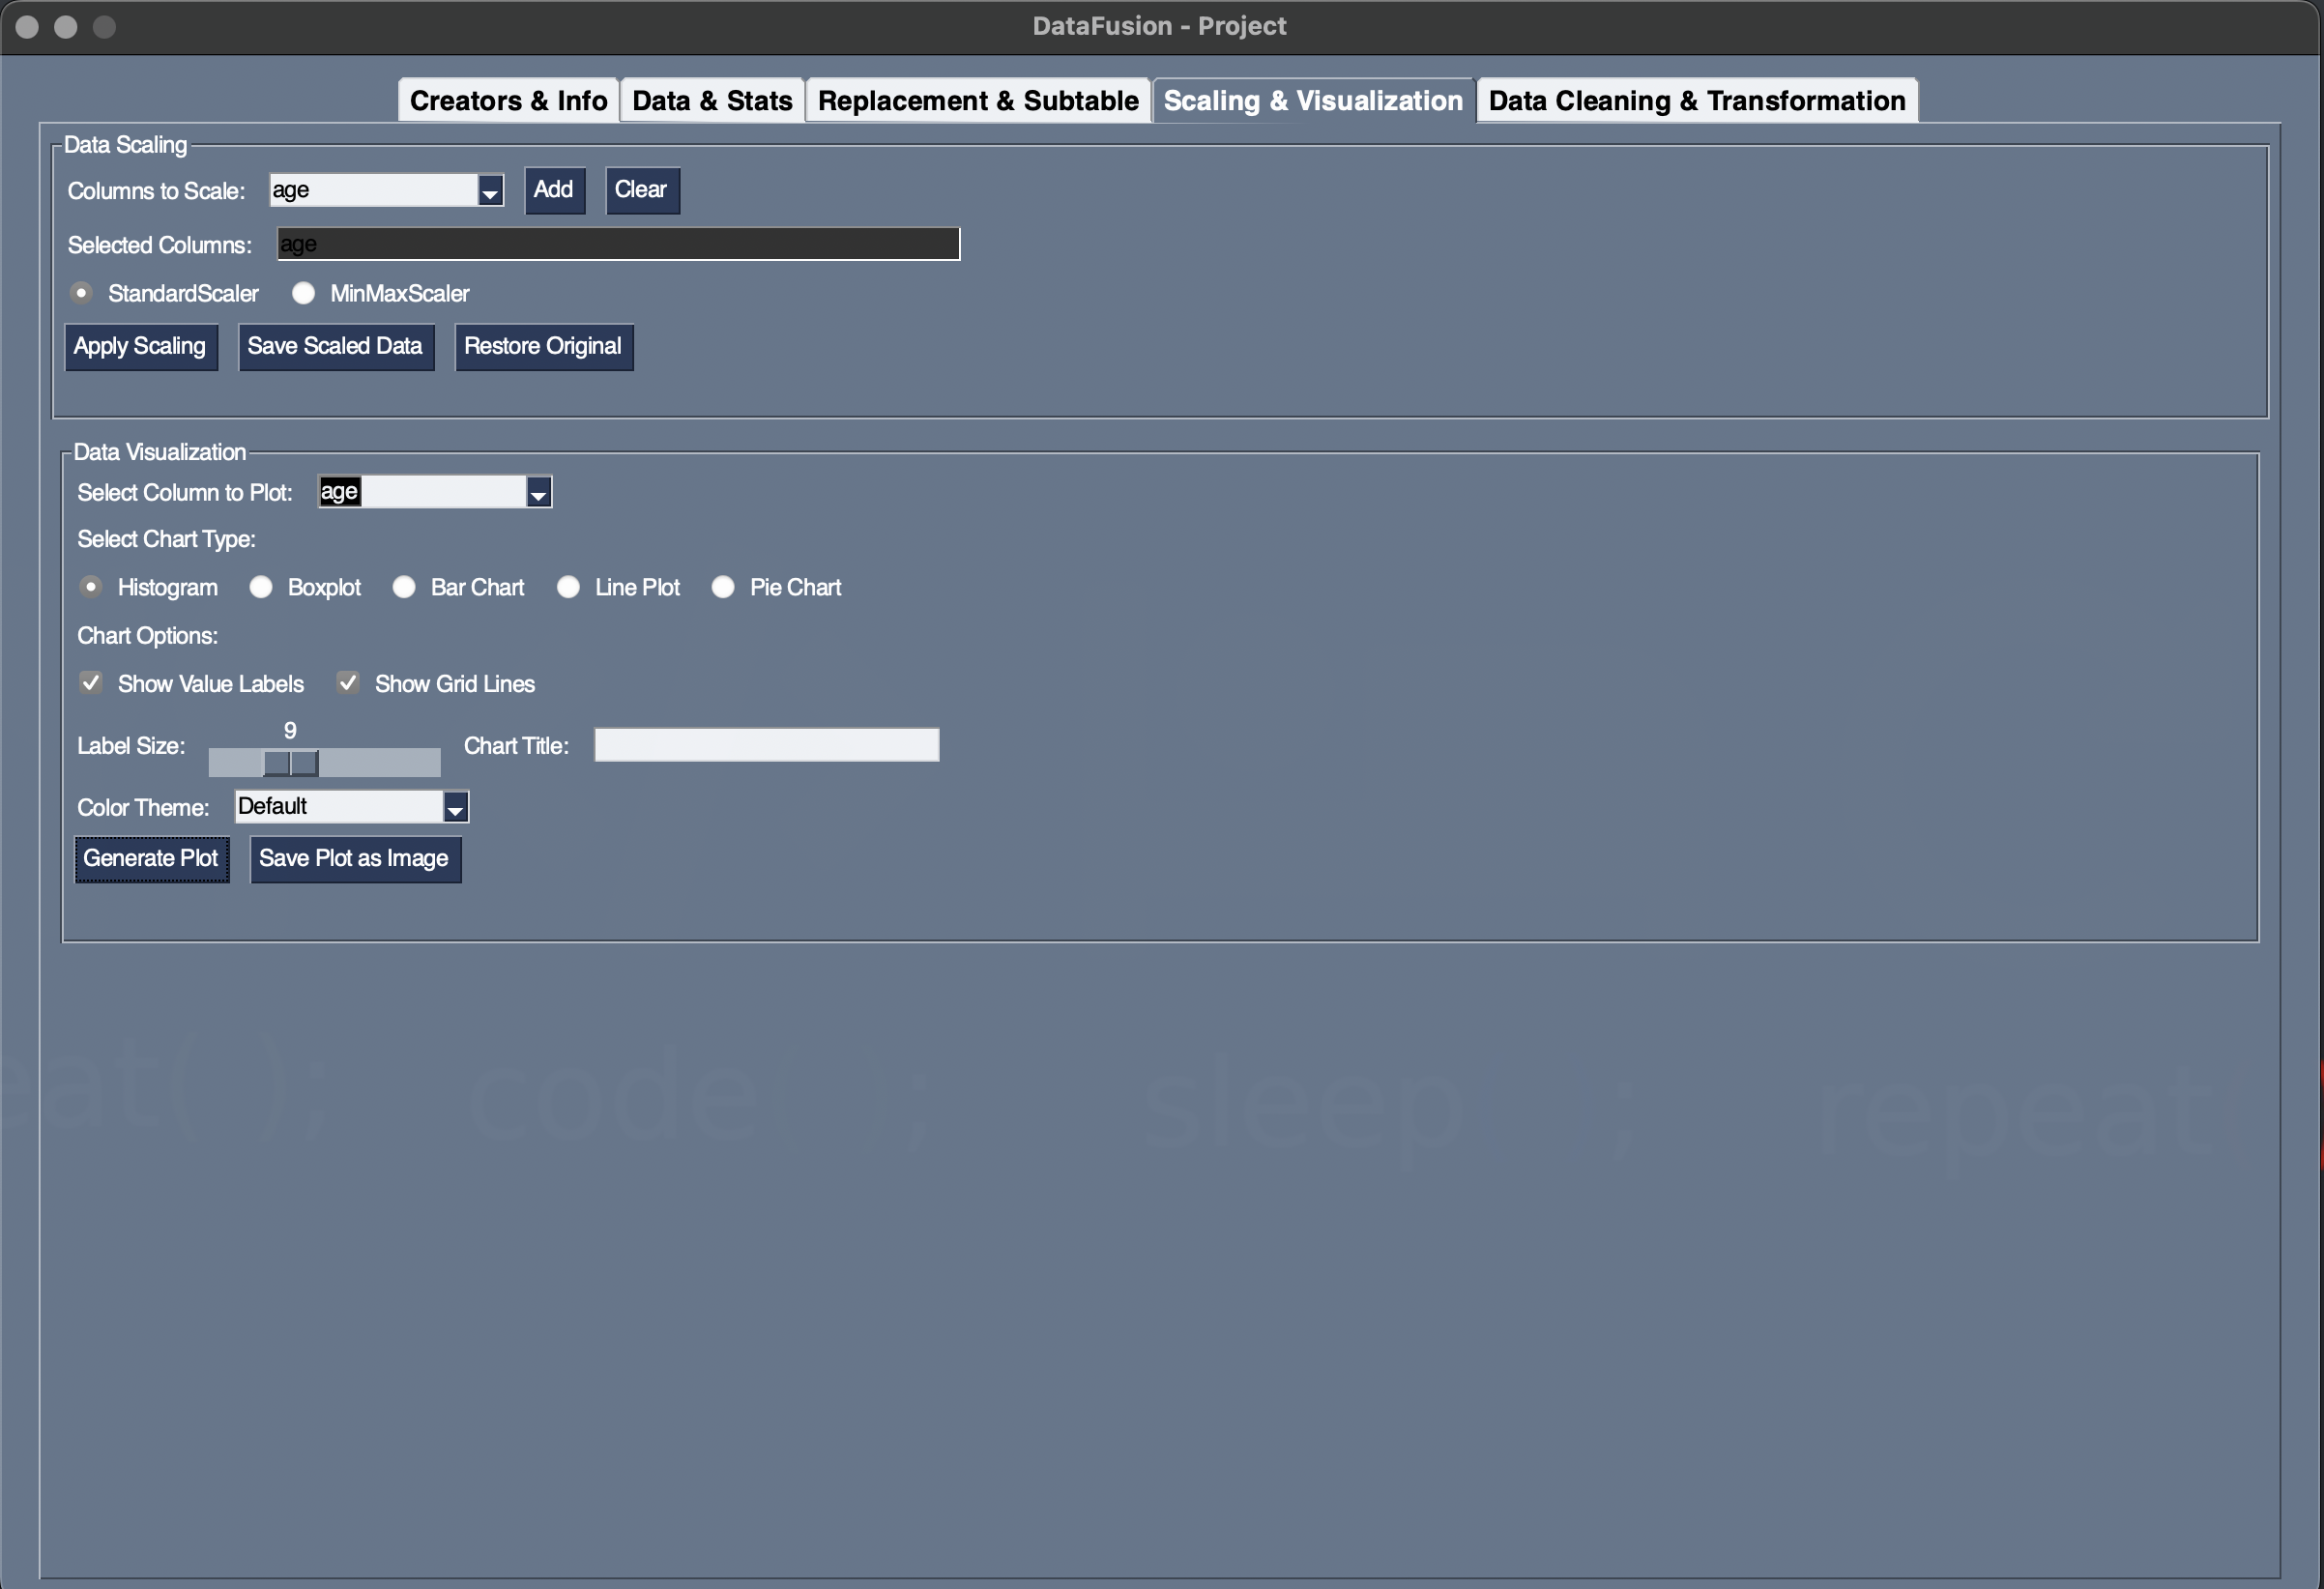 DataFusion - Project
Creators & Info Data & Stats Replacement & Subtable Scaling & Visualization Data Cleaning & Transformation
Data Scaling
Columns to Scale: age Add Clear
Selected Columns: age
StandardScaler MinMaxScaler
Apply Scaling Save Scaled Data Restore Original
Data Visualization
Select Column to Plot: age
Select Chart Type:
Histogram Boxplot Bar Chart Line Plot Pie Chart
Chart Options:
Show Value Labels Show Grid Lines
9
Label Size: Chart Title:
Color Theme: Default
Generate Plot Save Plot as Image
eat( ); code ; sleep ; repeat